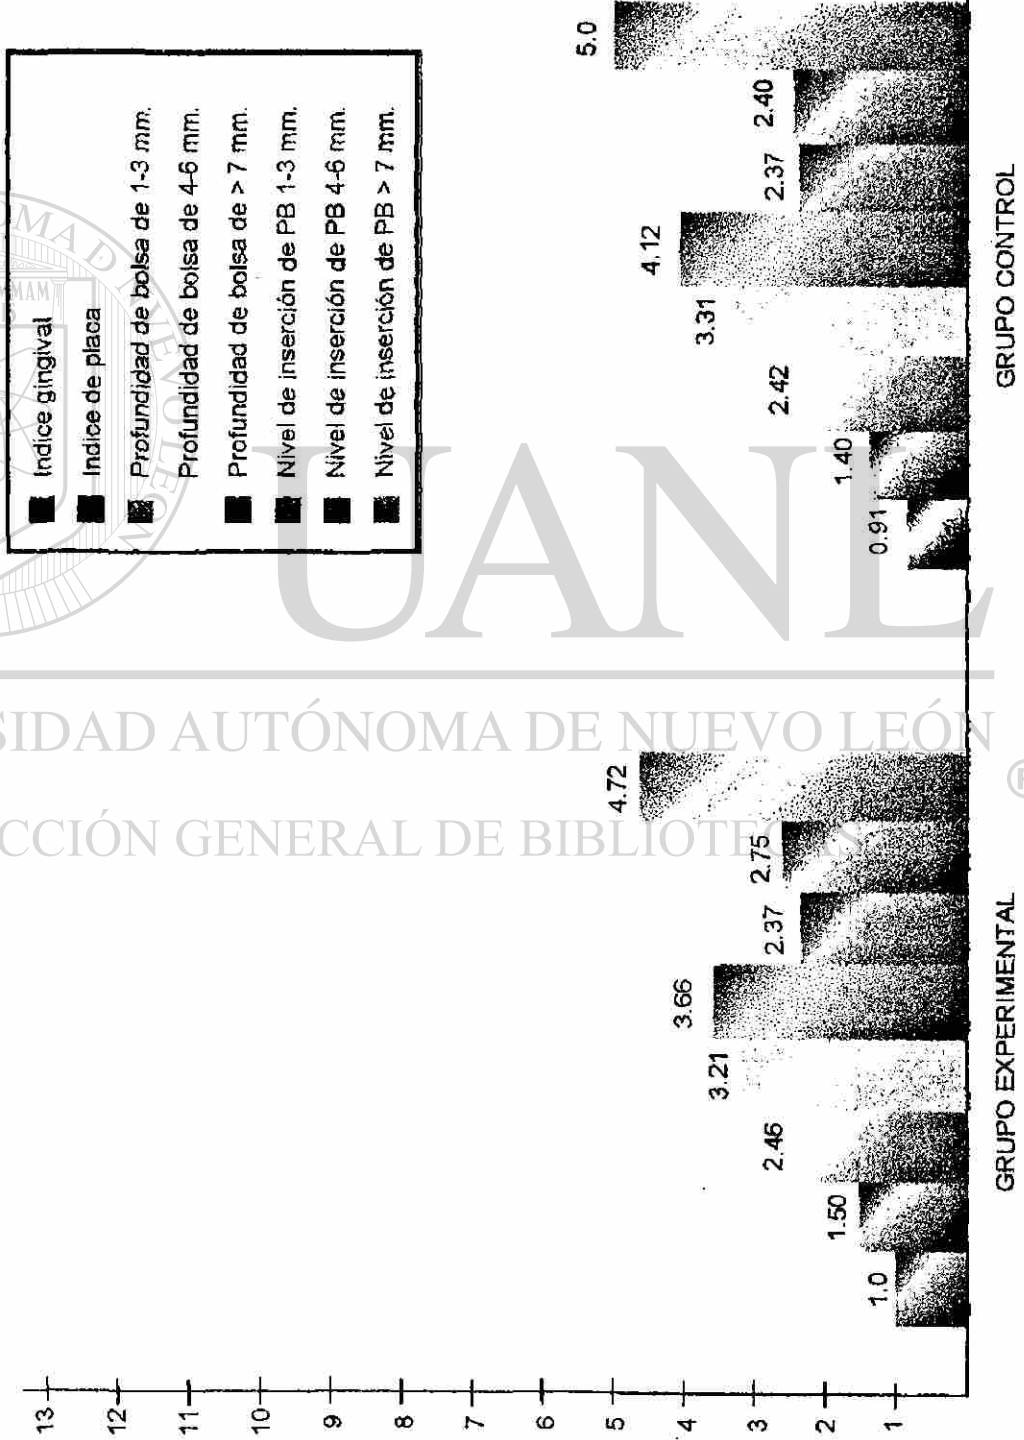 Indice gingival
Indice de placa
Profundidad de bolsa de 1-3 mm.
Profundidad de bolsa de 4-6 mm.
Profundidad de bolsa de > 7 mm.
Nivel de inserción de PB 1-3 mm.
Nivel de inserción de PB 4-6 mm.
Nivel de inserción de PB > 7 mm.
13
12
11
10
9
8
7
6
5
4
3
2
1
1.0
1.50
2.46
3.21
3.66
2.37
2.75
4.72
0.91
1.40
2.42
3.31
4.12
2.37
2.40
5.0
GRUPO EXPERIMENTAL
GRUPO CONTROL
UANL
SIDAD AUTÓNOMA DE NUEVO LEÓN
®
CCIÓN GENERAL DE BIBLIOTECAS